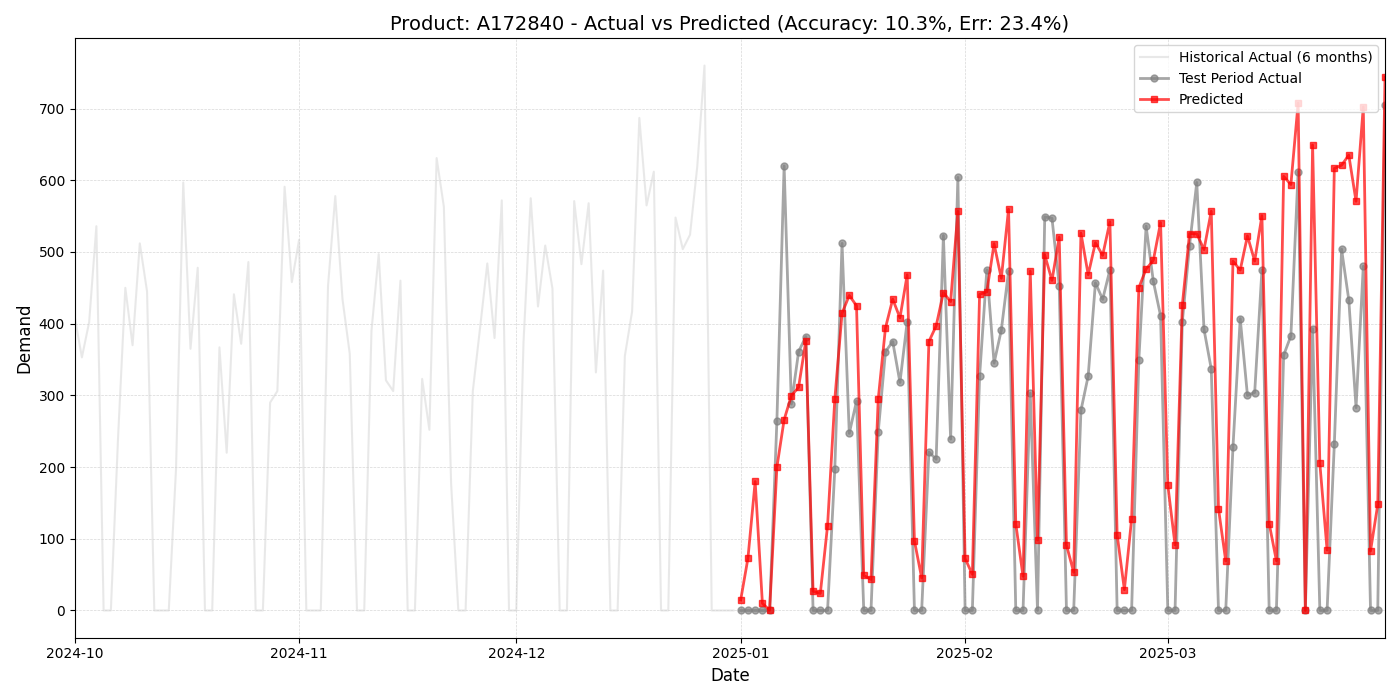 Product: A172840 - Actual vs Predicted (Accuracy: 10.3%, Err: 23.4%)
Historical Actual (6 months)
Test Period Actual
Predicted
Demand
700
600
500
400
300
200
100
0
2024-10
2024-11
2024-12
2025-01
2025-02
2025-03
Date